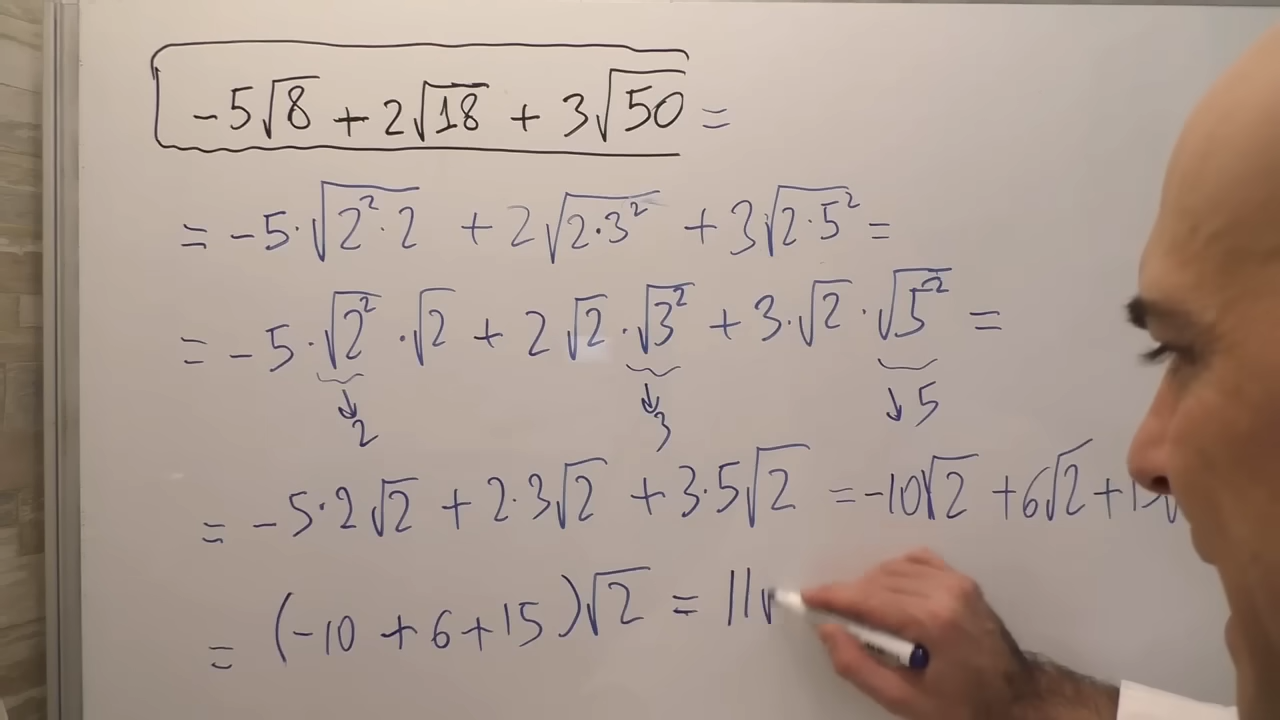 -5√8 + 2√18 + 3√50 =
= -5·√2²·2 + 2√2·3² + 3√2·5² =
= -5·√2²·√2 + 2√2·√3² + 3·√2·√5² =
↓2 ↓3 ↓5
= -5·2√2 + 2·3√2 + 3·5√2 = -10√2 + 6√2 + 15√
= (-10 + 6 + 15)√2 = 11√